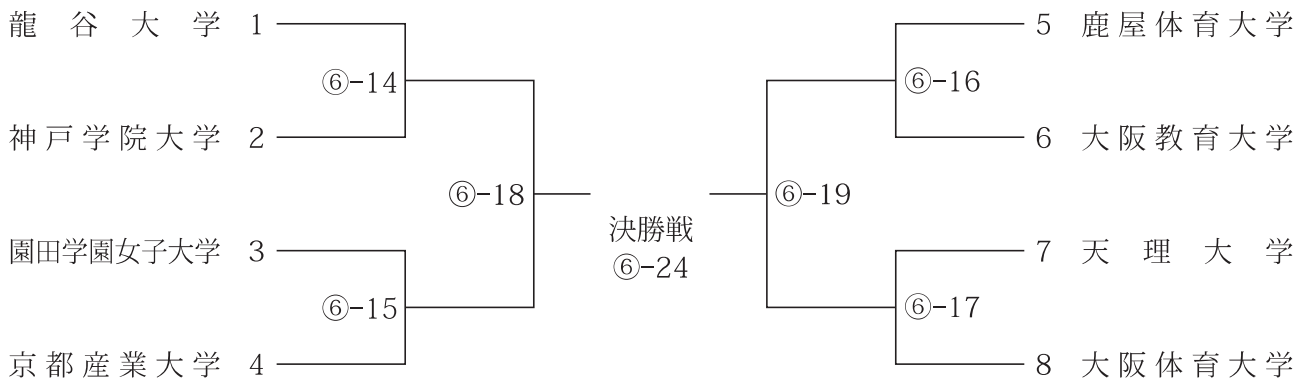 龍谷大学 1
⑥-14
神戸学院大学 2
⑥-18
園田学園女子大学 3
⑥-15
京都産業大学 4
決勝戦
⑥-24
5 鹿屋体育大学
⑥-16
6 大阪教育大学
⑥-19
7 天理大学
⑥-17
8 大阪体育大学